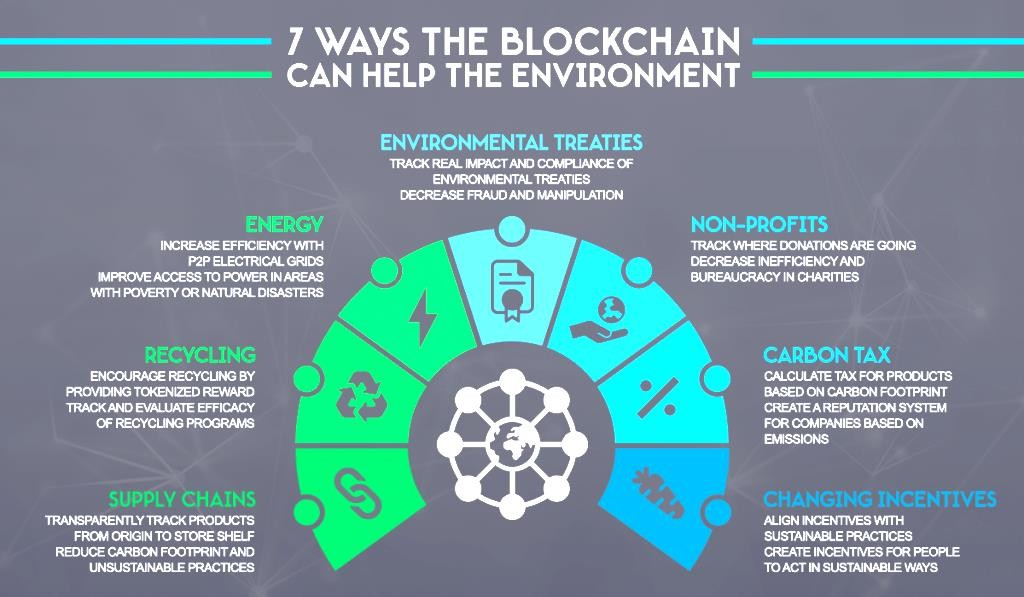 7 WAYS THE BLOCKCHAIN
CAN HELP THE ENVIRONMENT
ENVIRONMENTAL TREATIES
TRACK REAL IMPACT AND COMPLIANCE OF
ENVIRONMENTAL TREATIES
DECREASE FRAUD AND MANIPULATION
ENERGY
INCREASE EFFICIENCY WITH
P2P ELECTRICAL GRIDS
IMPROVE ACCESS TO POWER IN AREAS
WITH POVERTY OR NATURAL DISASTERS
NON-PROFITS
TRACK WHERE DONATIONS ARE GOING
DECREASE INEFFICIENCY AND
BUREAUCRACY IN CHARITIES
RECYCLING
ENCOURAGE RECYCLING BY
PROVIDING TOKENIZED REWARD
TRACK AND EVALUATE EFFICACY
OF RECYCLING PROGRAMS
CARBON TAX
CALCULATE TAX FOR PRODUCTS
BASED ON CARBON FOOTPRINT
CREATE A REPUTATION SYSTEM
FOR COMPANIES BASED ON
EMISSIONS
%
SUPPLY CHAINS
TRANSPARENTLY TRACK PRODUCTS
FROM ORIGIN TO STORE SHELF
REDUCE CARBON FOOTPRINT AND
UNSUSTAINABLE PRACTICES
CHANGING INCENTIVES
ALIGN INCENTIVES WITH
SUSTAINABLE PRACTICES
CREATE INCENTIVES FOR PEOPLE
TO ACT IN SUSTAINABLE WAYS